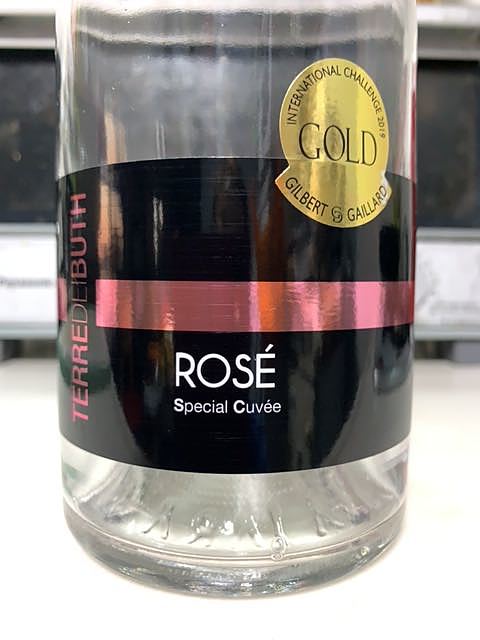 INTERNATIONAL CHALLENGE 2019
GOLD
GILBERT & GAILLARD
TERREDEIBUTH
ROSÉ
Special Cuvée